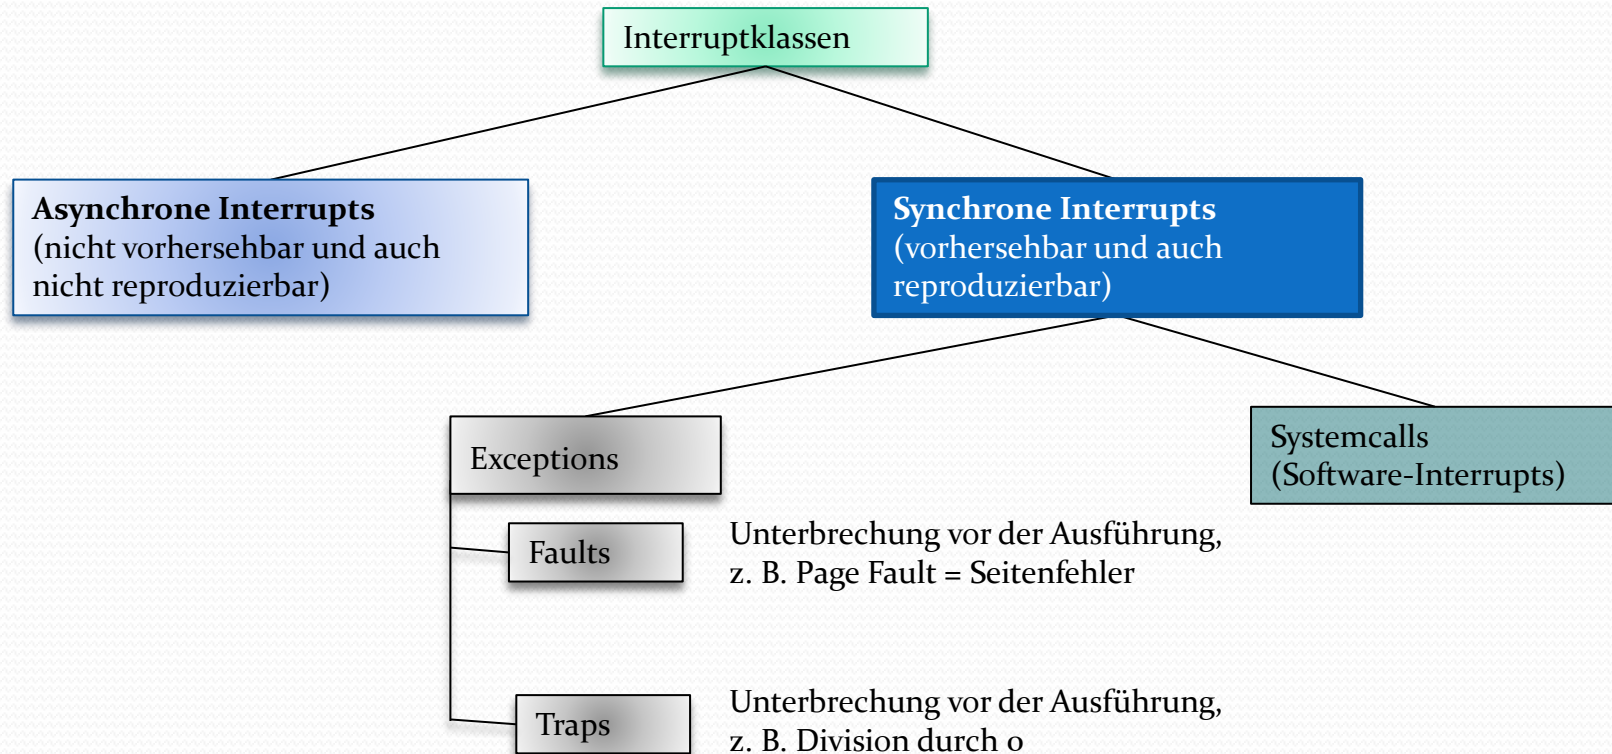 Interruptklassen
Asynchrone Interrupts
(nicht vorhersehbar und auch
nicht reproduzierbar)
Synchrone Interrupts
(vorhersehbar und auch
reproduzierbar)
Exceptions
Systemcalls
(Software-Interrupts)
Faults
Unterbrechung vor der Ausführung,
z. B. Page Fault = Seitenfehler
Traps
Unterbrechung vor der Ausführung,
z. B. Division durch 0